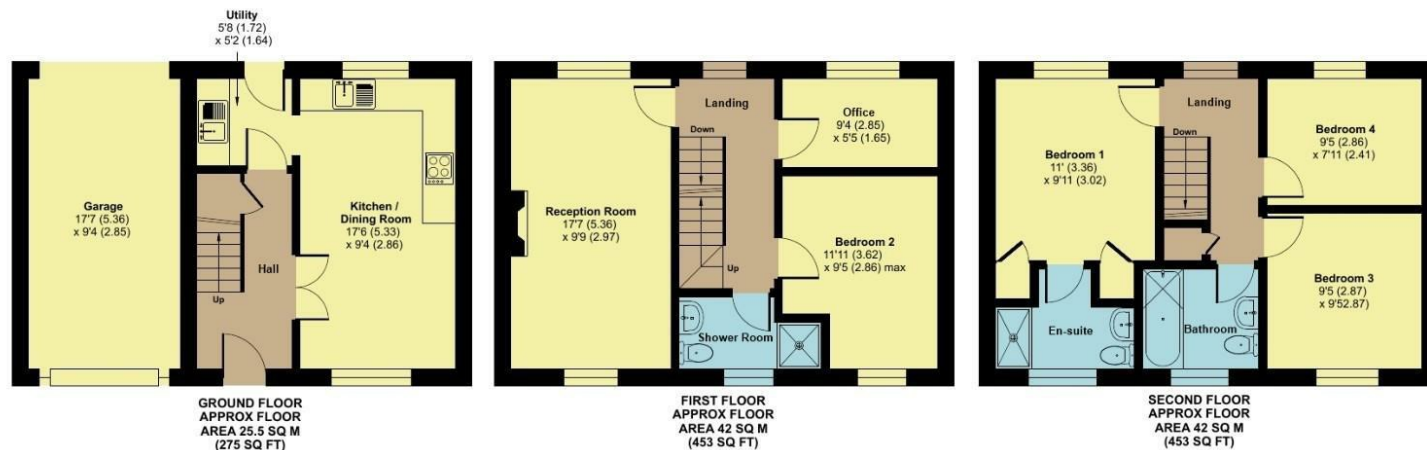 Utility
5'8 (1.72)
x 5'2 (1.64)
Garage
17'7 (5.36)
x 9'4 (2.85)
Kitchen /
Dining Room
17'6 (5.33)
x 9'4 (2.86)
Hall
Up
GROUND FLOOR
APPROX FLOOR
AREA 25.5 SQ M
(275 SQ FT)
Landing
Down
Office
9'4 (2.85)
x 5'5 (1.65)
Reception Room
17'7 (5.36)
x 9'9 (2.97)
Bedroom 2
11'11 (3.62)
x 9'5 (2.86) max
Up
Shower Room
FIRST FLOOR
APPROX FLOOR
AREA 42 SQ M
(453 SQ FT)
Landing
Down
Bedroom 4
9'5 (2.86)
x 7'11 (2.41)
Bedroom 1
11' (3.36)
x 9'11 (3.02)
Bedroom 3
9'5 (2.87)
x 9'52.87)
En-suite
Bathroom
SECOND FLOOR
APPROX FLOOR
AREA 42 SQ M
(453 SQ FT)